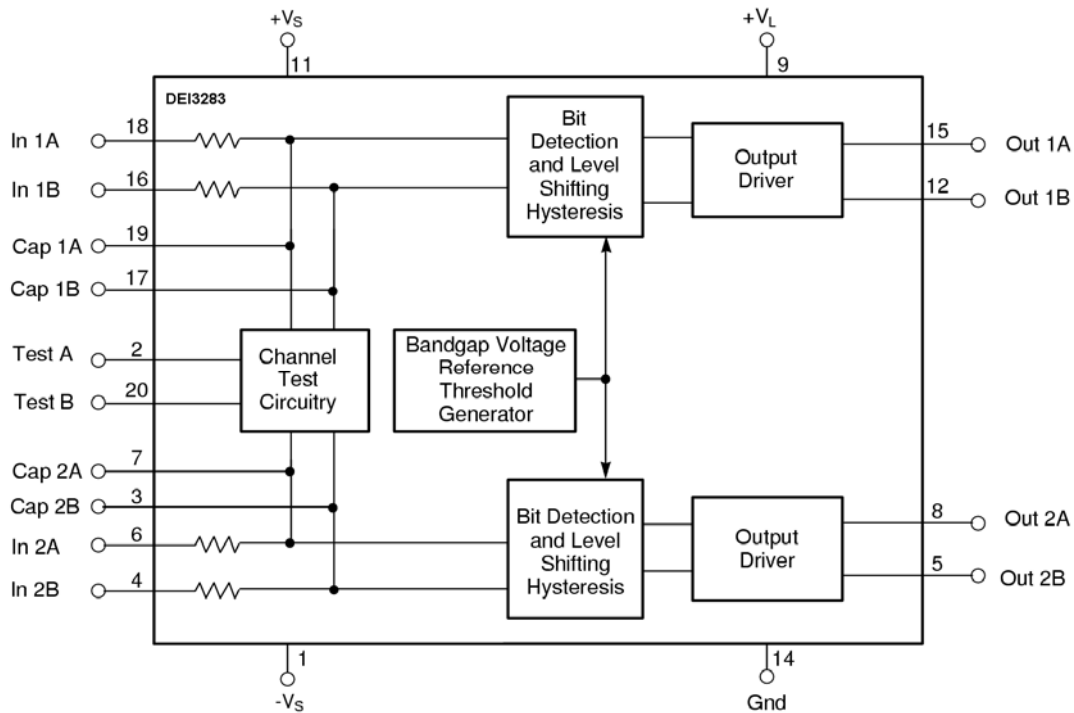 +VS
+VL
11
9
DEI3283
In 1A
18
In 1B
16
Cap 1A
19
Cap 1B
17
Test A
2
Test B
20
Cap 2A
7
Cap 2B
3
In 2A
6
In 2B
4
Channel
Test
Circuitry
Bandgap Voltage
Reference
Threshold
Generator
Bit
Detection
and Level
Shifting
Hysteresis
Output
Driver
15
Out 1A
12
Out 1B
Bit Detection
and Level
Shifting
Hysteresis
Output
Driver
8
Out 2A
5
Out 2B
1
-VS
14
Gnd